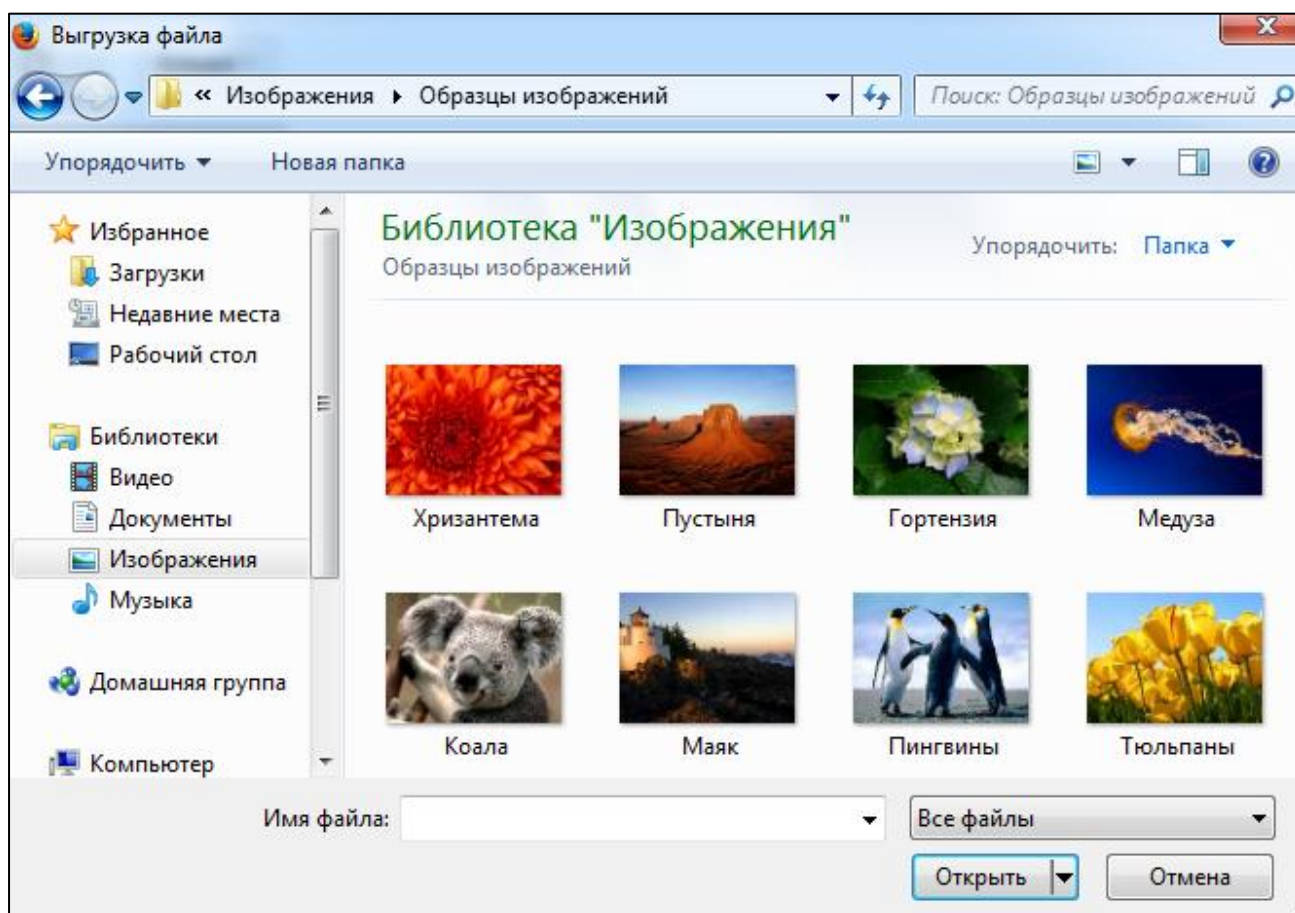 Выгрузка файла
« Изображения ▸ Образцы изображений
Поиск: Образцы изображений
Упорядочить
Новая папка
Избранное
Загрузки
Недавние места
Рабочий стол
Библиотеки
Видео
Документы
Изображения
Музыка
Домашняя группа
Компьютер
Библиотека "Изображения"
Образцы изображений
Упорядочить: Папка
Хризантема
Пустыня
Гортензия
Медуза
Коала
Маяк
Пингвины
Тюльпаны
Имя файла:
Все файлы
Открыть
Отмена